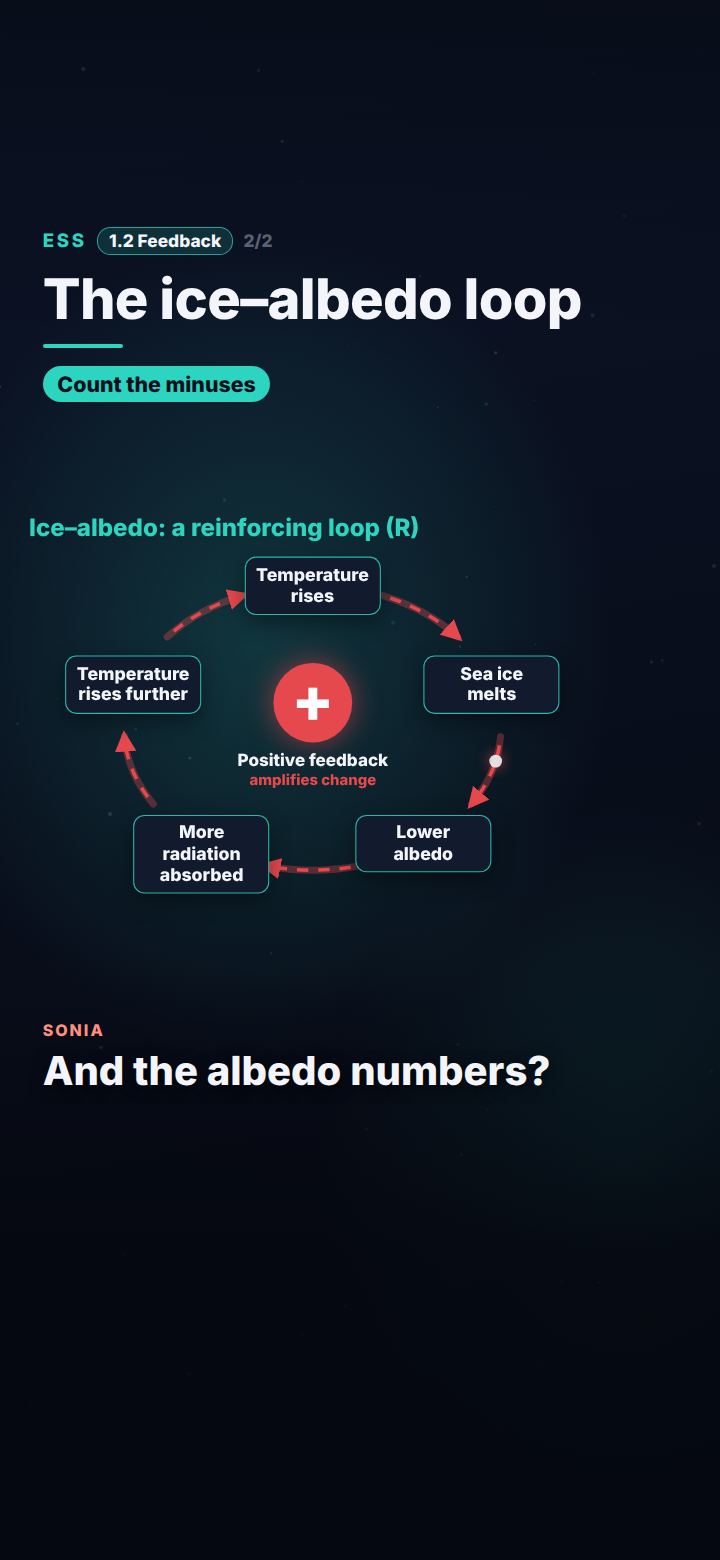 ESS 1.2 Feedback 2/2
The ice–albedo loop
Count the minuses
Ice–albedo: a reinforcing loop (R)
Temperature
rises
Sea ice
melts
Lower
albedo
More
radiation
absorbed
Temperature
rises further
+
Positive feedback
amplifies change
SONIA
And the albedo numbers?